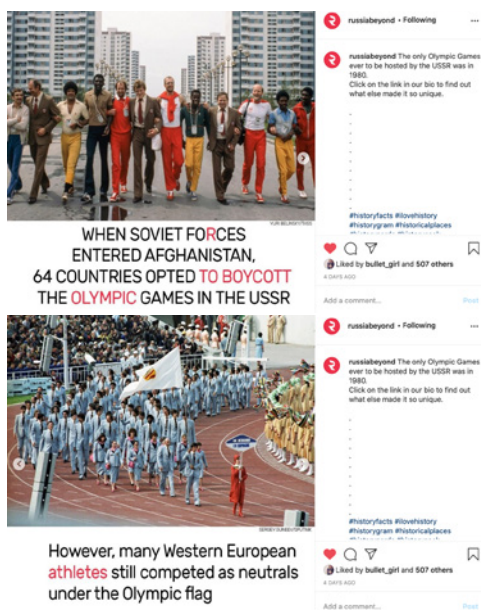 russiabeyond • Following
russiabeyond The only Olympic Games
ever to be hosted by the USSR was in
1980.
Click on the link in our bio to find out
what else made it so unique.
.
.
.
.
.
.
.
.
.
.
#historyfacts #ilovehistory
#historygram #historicalplaces
Liked by bullet_girl and 507 others
4 DAYS AGO
Add a comment...
Post
WHEN SOVIET FORCES
ENTERED AFGHANISTAN,
64 COUNTRIES OPTED TO BOYCOTT
THE OLYMPIC GAMES IN THE USSR
russiabeyond • Following
russiabeyond The only Olympic Games
ever to be hosted by the USSR was in
1980.
Click on the link in our bio to find out
what else made it so unique.
.
.
.
.
.
.
.
.
.
.
#historyfacts #ilovehistory
#historygram #historicalplaces
Liked by bullet_girl and 507 others
4 DAYS AGO
Add a comment...
Post
However, many Western European
athletes still competed as neutrals
under the Olympic flag